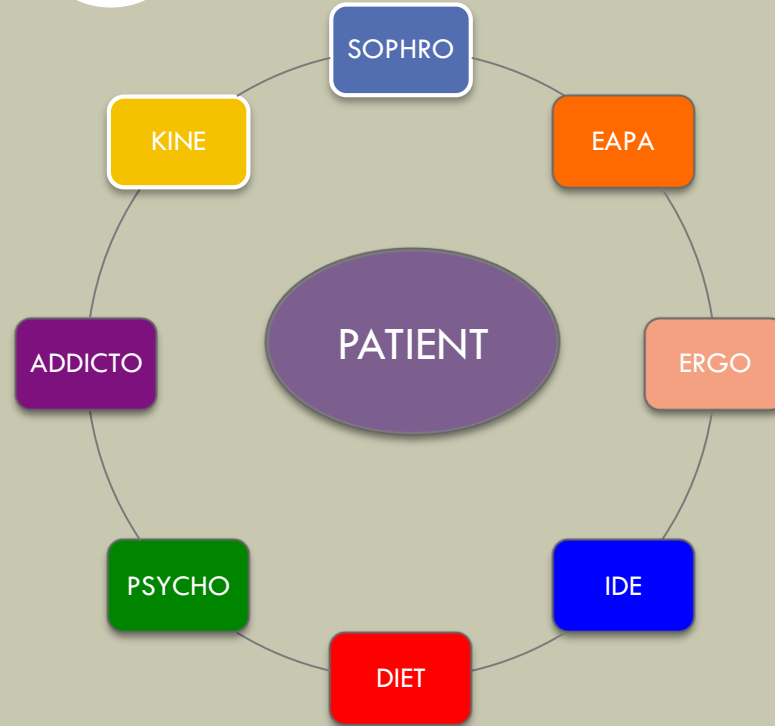 SOPHRO
KINE
EAPA
PATIENT
ADDICTO
ERGO
PSYCHO
IDE
DIET